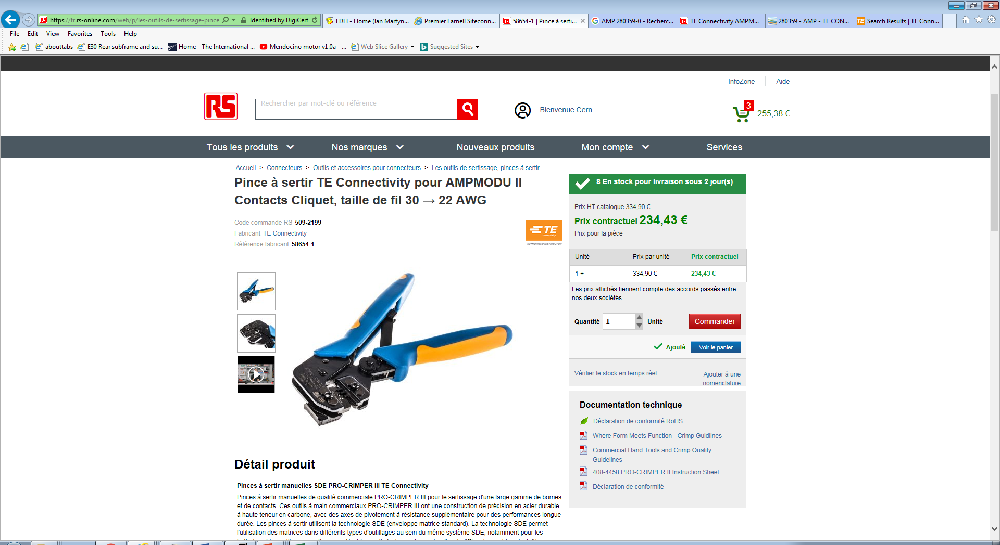 https://fr.rs-online.com/web/p/les-outils-de-sertissage-pince
Identified by DigiCert
EDH - Home (Ian Martyn...
Premier Farnell Siteconn...
58654-1 | Pince à serti...
AMP 280359-0 - Recherc...
TE Connectivity AMPM...
280359 - AMP - TE CON...
Search Results | TE Conn...
File Edit View Favorites Tools Help
abouttabs
E30 Rear subframe and su...
Home - The International ...
Mendocino motor v1.0a - ...
Web Slice Gallery
Suggested Sites
InfoZone
Aide
RS
Rechercher par mot-clé ou référence
Bienvenue Cern
3
255,38 €
Tous les produits
Nos marques
Nouveaux produits
Mon compte
Services
Accueil > Connecteurs > Outils et accessoires pour connecteurs > Les outils de sertissage, pinces à sertir
Pince à sertir TE Connectivity pour AMPMODU II
Contacts Cliquet, taille de fil 30 → 22 AWG
Code commande RS 509-2199
Fabricant TE Connectivity
Référence fabricant 58654-1
TE
connectivity
AUTHORIZED DISTRIBUTOR
8 En stock pour livraison sous 2 jour(s)
Prix HT catalogue 334,90 €
Prix contractuel 234,43 €
Prix pour la pièce
Unité Prix par unité Prix contractuel
1 + 334,90 € 234,43 €
Les prix affichés tiennent compte des accords passés entre
nos deux sociétés
Quantité 1 Unité
Commander
Ajouté
Voir le panier
Vérifier le stock en temps réel
Ajouter à une
nomenclature
Documentation technique
Déclaration de conformité RoHS
Where Form Meets Function - Crimp Guidlines
Commercial Hand Tools and Crimp Quality
Guidelines
408-4458 PRO-CRIMPER II Instruction Sheet
Déclaration de conformité
Détail produit
Pinces à sertir manuelles SDE PRO-CRIMPER III TE Connectivity
Pinces à sertir manuelles de qualité commerciale PRO-CRIMPER III pour le sertissage d'une large gamme de bornes
et de contacts. Ces outils à main commerciaux PRO-CRIMPER III ont une construction de précision en acier durable
à haute teneur en carbone, avec des axes de pivotement à résistance supplémentaire pour des performances longue
durée. Les pinces à sertir utilisent la technologie SDE (enveloppe matrice standard). La technologie SDE permet
l'utilisation des matrices dans différents types d'outillages au sein du même système SDE, notamment pour les